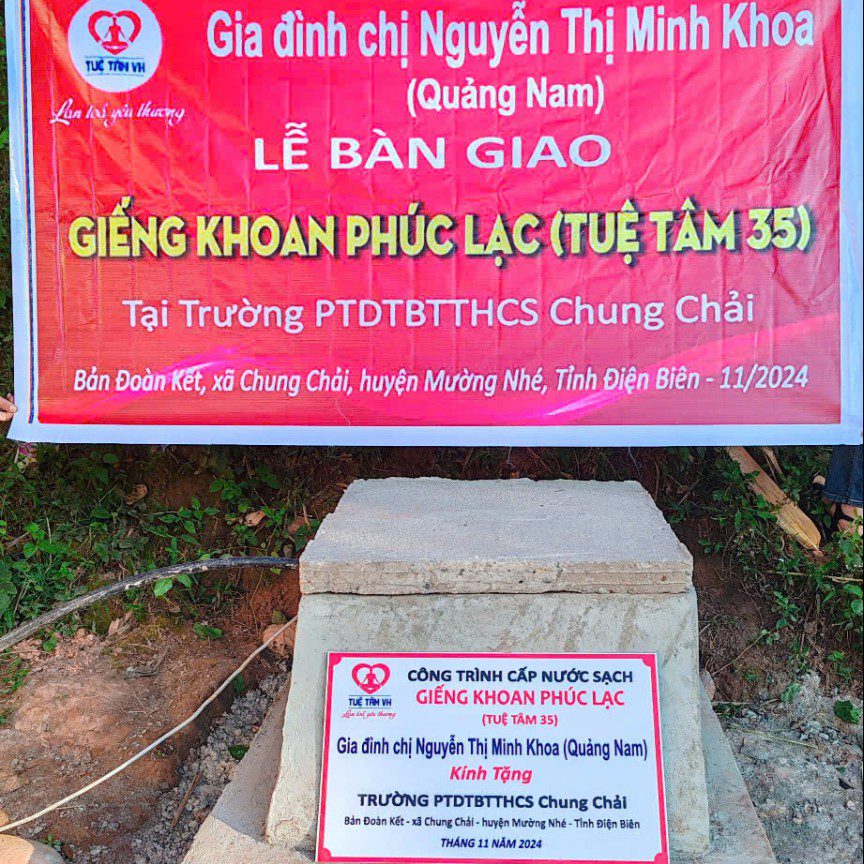 TUỆ TÂM VH
Lan toả yêu thương
Gia đình chị Nguyễn Thị Minh Khoa
(Quảng Nam)
LỄ BÀN GIAO
GIẾNG KHOAN PHÚC LẠC (TUỆ TÂM 35)
Tại Trường PTDTBTTHCS Chung Chải
Bản Đoàn Kết, xã Chung Chải, huyện Mường Nhé, Tỉnh Điện Biên - 11/2024
TUỆ TÂM VH
Lan toả yêu thương
CÔNG TRÌNH CẤP NƯỚC SẠCH
GIẾNG KHOAN PHÚC LẠC
(TUỆ TÂM 35)
Gia đình chị Nguyễn Thị Minh Khoa (Quảng Nam)
Kính Tặng
TRƯỜNG PTDTBTTHCS Chung Chải
Bản Đoàn Kết - xã Chung Chải - huyện Mường Nhé - Tỉnh Điện Biên
THÁNG 11 NĂM 2024